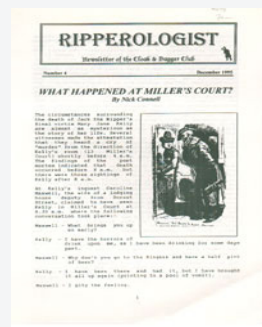 RIPPEROLOGIST
Newsletter of the Cloak & Dagger Club
Number 4 December 1995
WHAT HAPPENED AT MILLER'S COURT?
By Nick Connell
The circumstances surrounding
the death of Jack the Ripper's
final victim Mary Jane Kelly
are almost as mysterious as
the story of her life. Several
witnesses made the attention
that they heard a cry of
"murder" from the direction of
Kelly's room (13 Miller's
Court) shortly before 4 a.m.
The findings of the post
mortem indicated that death
occurred before 8 a.m. but
then were three sightings of
Kelly after 8 a.m.
At Kelly's inquest Caroline
Maxwell, the wife of a lodging
house deputy from Dorset
Street, claimed to have seen
Kelly in Miller's Court at
8.30 a.m. where the following
conversation took place:-
Maxwell - What brings you up
so early?
Kelly - I have the horrors of
drink upon me, as I have been drinking for some days
past.
Maxwell - Why don't you go to the Ringers and have a half pint
of beer?
Kelly - I have been there and had it, but I have brought
it all up again (pointing to a pool of vomit).
Maxwell - I pity the feeling.
1